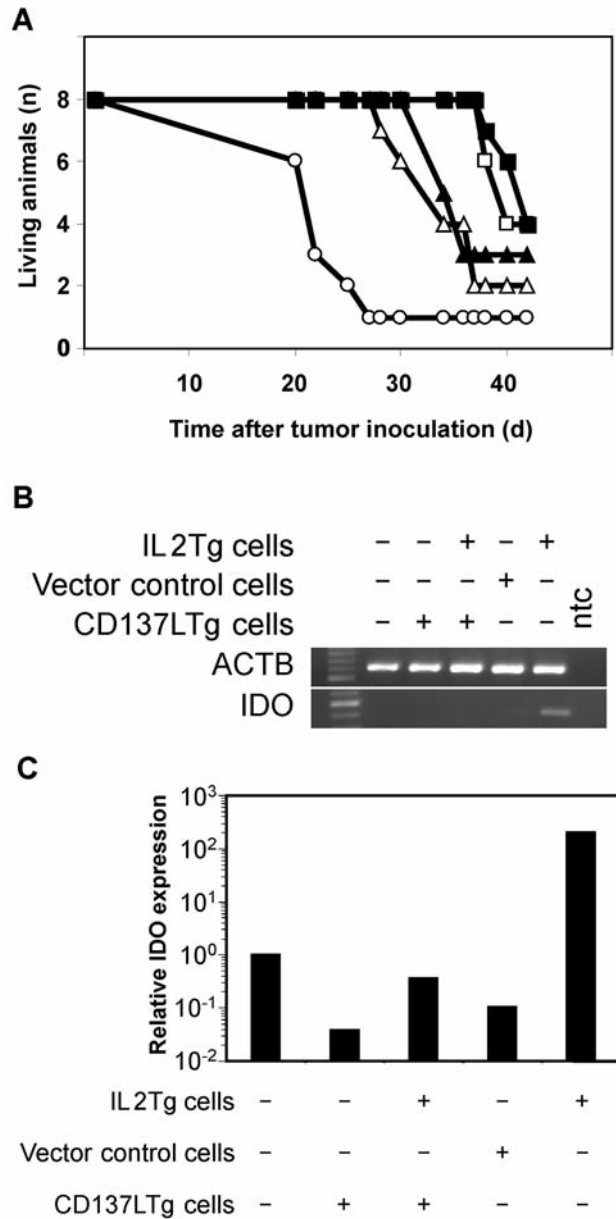 A
Living animals (n)
8
6
4
2
0
10 20 30 40
Time after tumor inoculation (d)
B
IL2Tg cells − − + − +
Vector control cells − − − + −
CD137LTg cells − + + − −
ntc
ACTB
IDO
C
Relative IDO expression
10³
10²
10¹
10⁰
10⁻¹
10⁻²
IL2Tg cells − − + − +
Vector control cells − − − + −
CD137LTg cells − + + − −